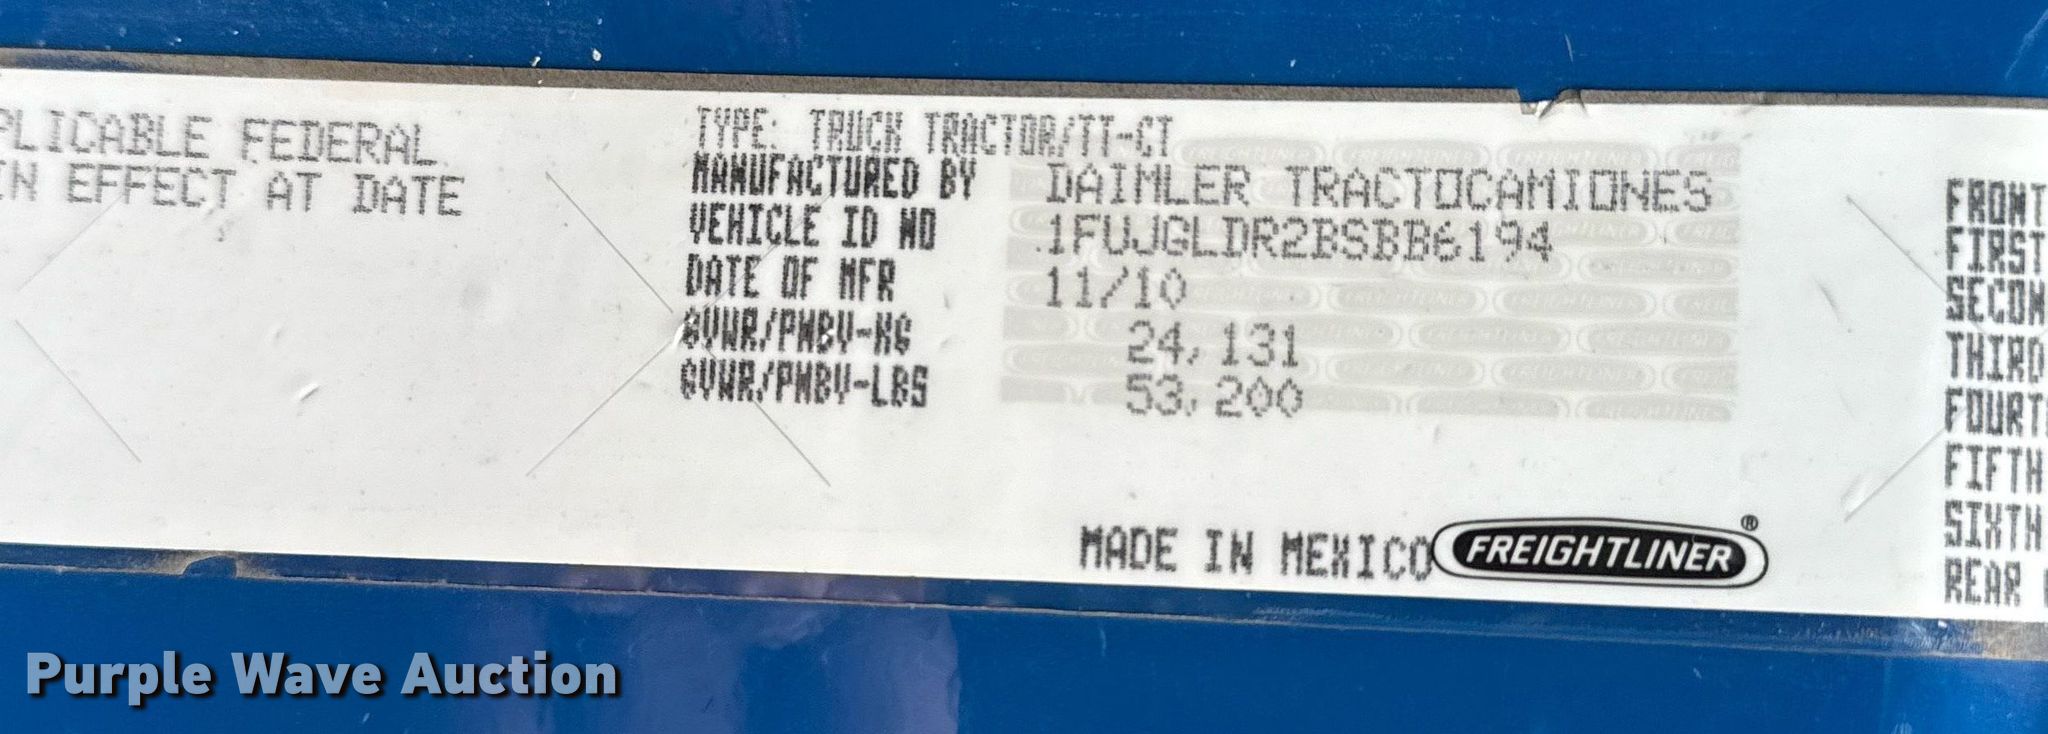 PLICABLE FEDERAL
IN EFFECT AT DATE
TYPE: TRUCK TRACTOR/TT-CT
MANUFACTURED BY DAIMLER TRACTOCAMIONES
VEHICLE ID NO 1FUJGLDR2BSBB6194
DATE OF MFR 11/10
GVWR/PNBV-KG 24,131
GVWR/PNBV-LBS 53,200
MADE IN MEXICO FREIGHTLINER®
FRONT
FIRST
SECON
THIRD
FOURT
FIFTH
SIXTH
REAR
Purple Wave Auction